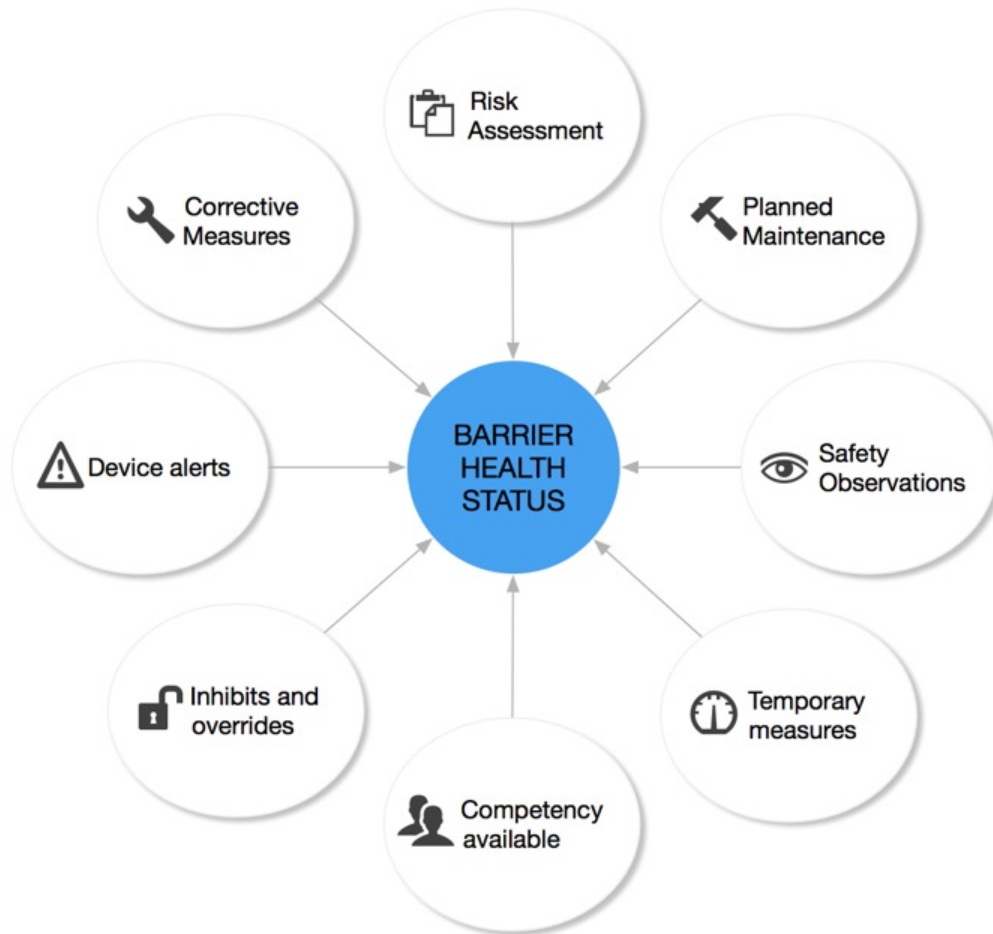 Risk
Assessment
Corrective
Measures
Planned
Maintenance
BARRIER
HEALTH
STATUS
Device alerts
Safety
Observations
Inhibits and
overrides
Temporary
measures
Competency
available